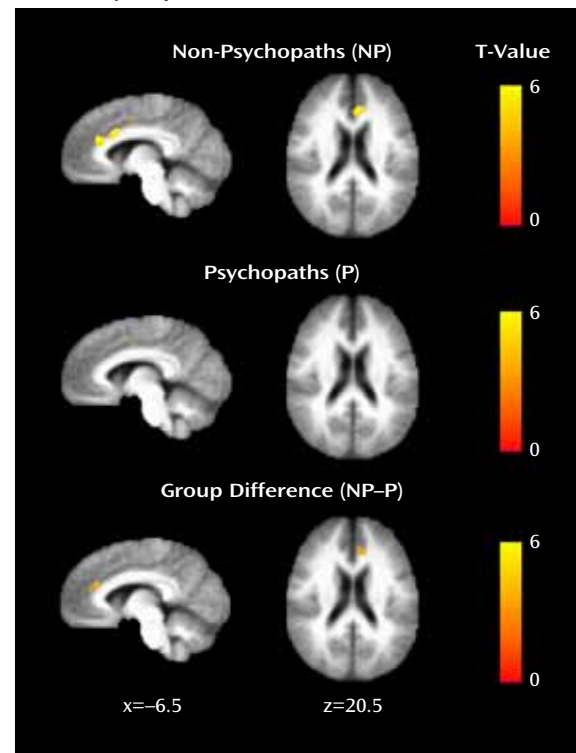 Non-Psychopaths (NP) T-Value
6
0
Psychopaths (P)
6
0
Group Difference (NP–P)
6
0
x=–6.5 z=20.5